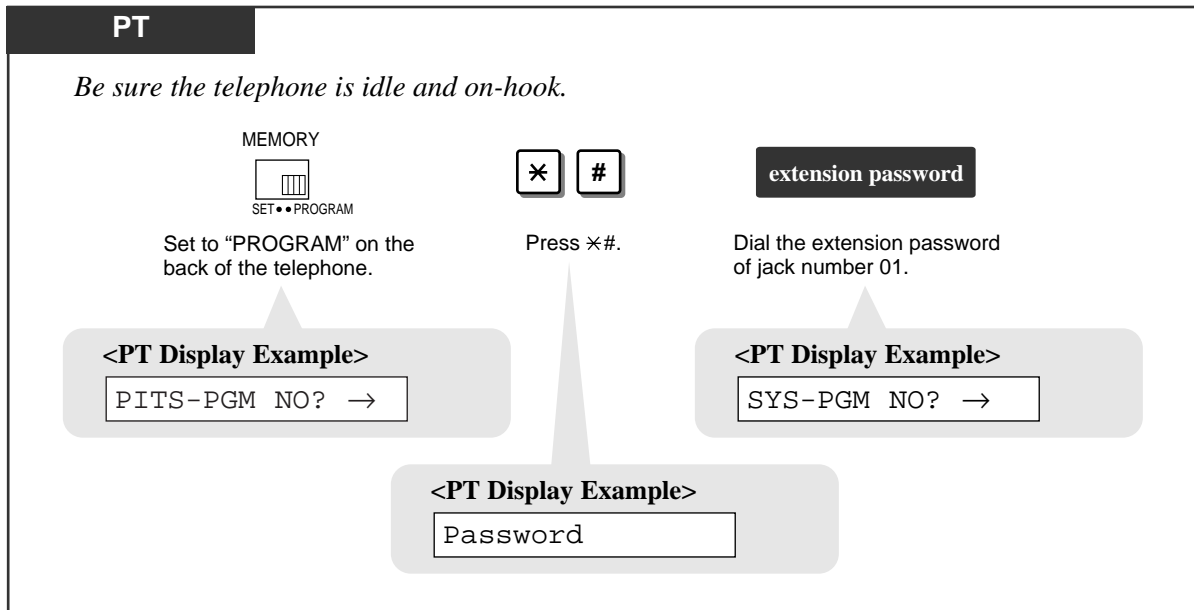 PT
Be sure the telephone is idle and on-hook.
MEMORY
SET●●PROGRAM
Set to “PROGRAM” on the
back of the telephone.
<PT Display Example>
PITS-PGM NO? →
✕ #
Press ✕#.
<PT Display Example>
Password
extension password
Dial the extension password
of jack number 01.
<PT Display Example>
SYS-PGM NO? →